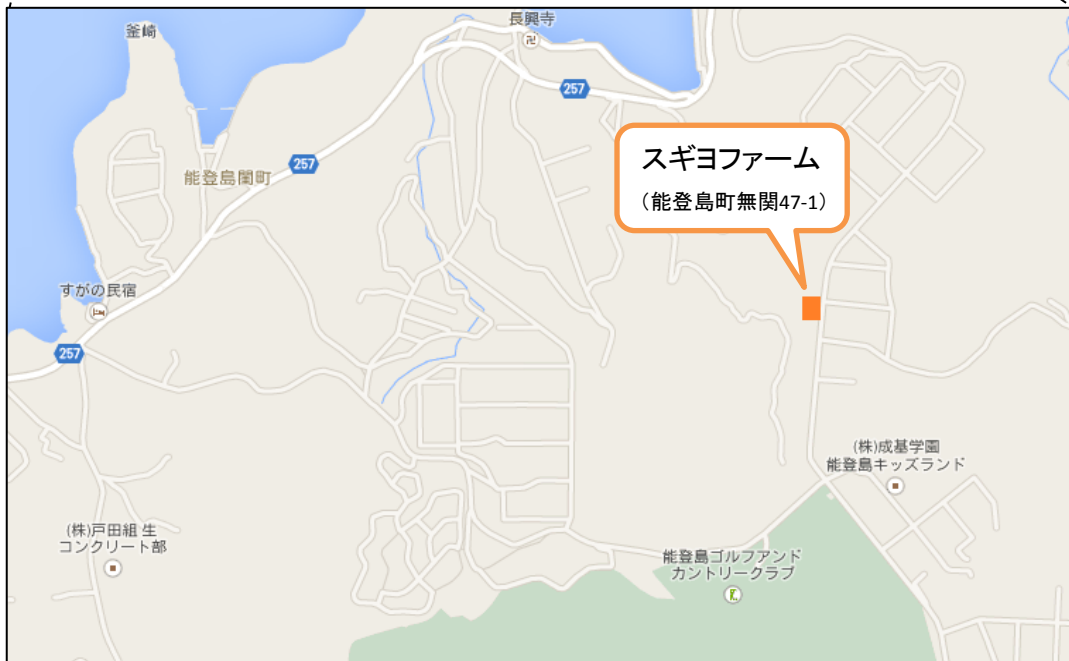 長興寺
釜崎
257
スギヨファーム
（能登島町無関47-1）
257
能登島閨町
すがの民宿
257
(株)成基学園
能登島キッズランド
(株)戸田組 生
コンクリート部
能登島ゴルフアンド
カントリークラブ